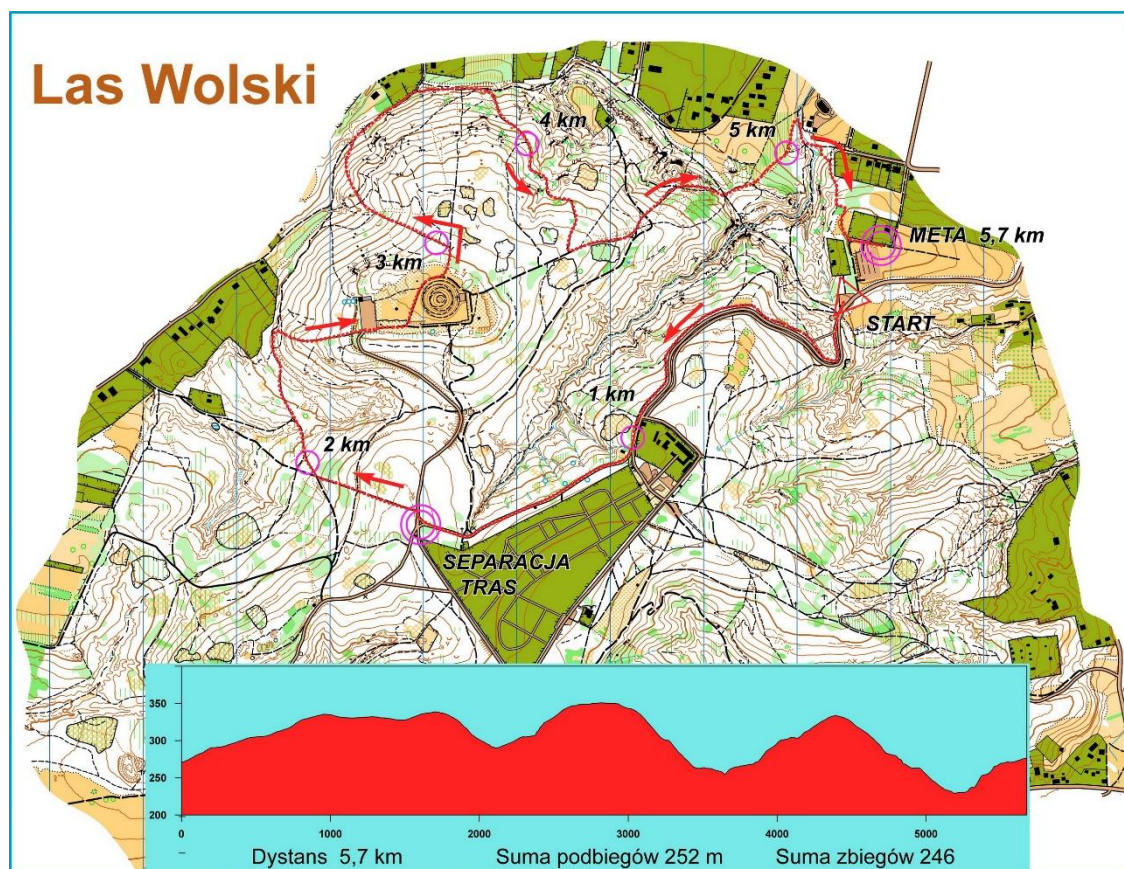 Las Wolski
4 km
5 km
META 5,7 km
3 km
START
1 km
2 km
SEPARACJA
TRAS
350
300
250
200
0
1000
2000
3000
4000
5000
Dystans 5,7 km
Suma podbiegów 252 m
Suma zbiegów 246